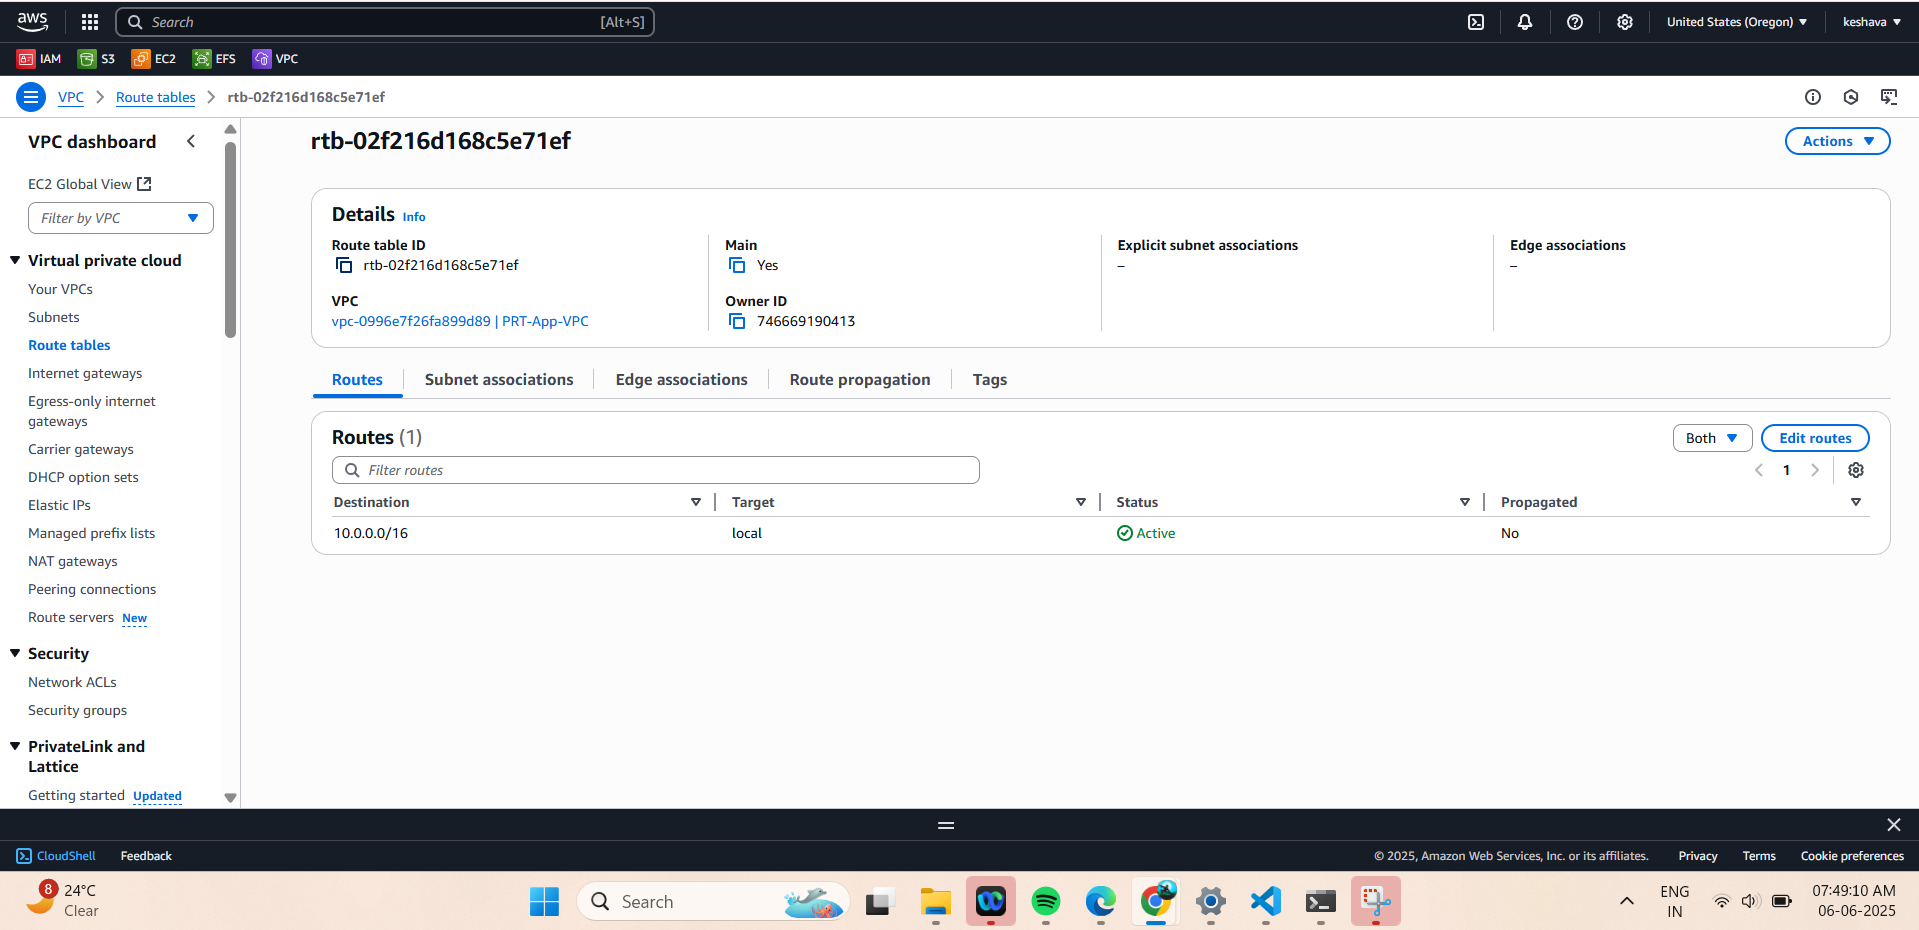 aws
Search [Alt+S]
United States (Oregon)
keshava
IAM S3 EC2 EFS VPC
VPC Route tables rtb-02f216d168c5e71ef
VPC dashboard
EC2 Global View
Filter by VPC
Virtual private cloud
Your VPCs
Subnets
Route tables
Internet gateways
Egress-only internet
gateways
Carrier gateways
DHCP option sets
Elastic IPs
Managed prefix lists
NAT gateways
Peering connections
Route servers New
Security
Network ACLs
Security groups
PrivateLink and
Lattice
Getting started Updated
rtb-02f216d168c5e71ef
Actions
Details Info
Route table ID
rtb-02f216d168c5e71ef
VPC
vpc-0996e7f26fa899d89 | PRT-App-VPC
Main
Yes
Owner ID
746669190413
Explicit subnet associations
–
Edge associations
–
Routes Subnet associations Edge associations Route propagation Tags
Routes (1)
Both
Edit routes
Filter routes
1
Destination Target Status Propagated
10.0.0.0/16 local Active No
CloudShell Feedback
© 2025, Amazon Web Services, Inc. or its affiliates. Privacy Terms Cookie preferences
8
24°C
Clear
Search
ENG
IN
07:49:10 AM
06-06-2025